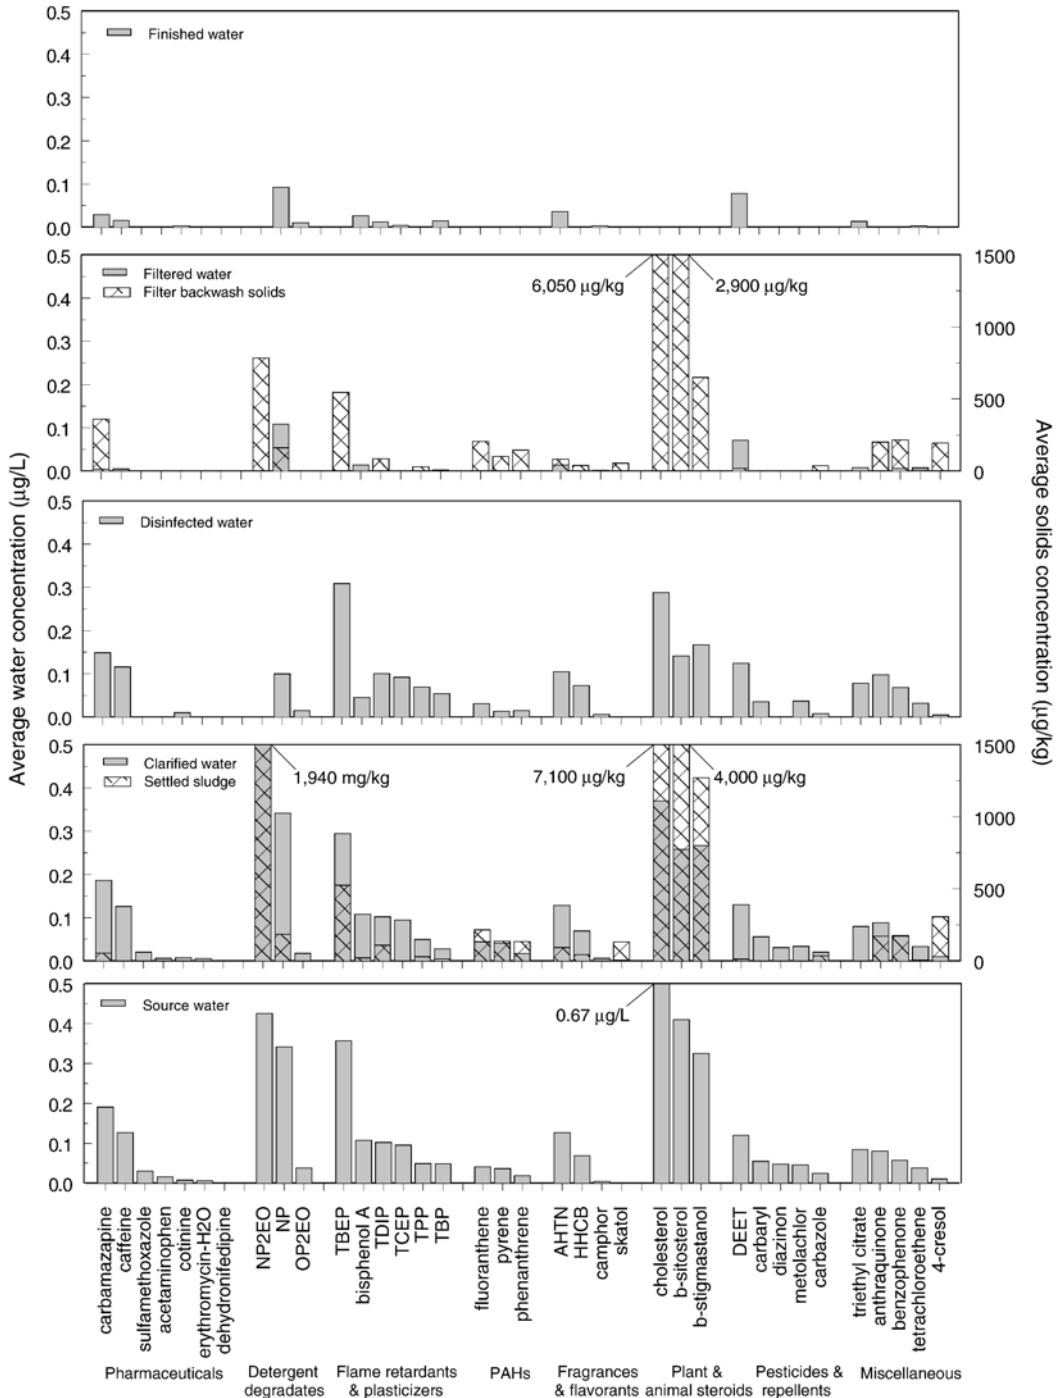 0.5
Finished water
0.4
0.3
0.2
0.1
0.0
0.5
1500
Filtered water
Filter backwash solids
6,050 µg/kg
2,900 µg/kg
0.4
0.3
1000
0.2
500
0.1
0.0
0
0.5
Disinfected water
0.4
0.3
0.2
0.1
0.0
Average water concentration (µg/L)
Average solids concentration (µg/kg)
0.5
1500
Clarified water
Settled sludge
1,940 mg/kg
7,100 µg/kg
4,000 µg/kg
0.4
0.3
1000
0.2
500
0.1
0.0
0
0.5
Source water
0.67 µg/L
0.4
0.3
0.2
0.1
0.0
carbamazapine
caffeine
sulfamethoxazole
acetaminophen
cotinine
erythromycin-H2O
dehydronifedipine
NP2EO
NP
OP2EO
TBEP
bisphenol A
TDIP
TCEP
TPP
TBP
fluoranthene
pyrene
phenanthrene
AHTN
HHCB
camphor
skatol
cholesterol
b-sitosterol
b-stigmastanol
DEET
carbaryl
diazinon
metolachlor
carbazole
triethyl citrate
anthraquinone
benzophenone
tetrachloroethene
4-cresol
Pharmaceuticals
Detergent
degradates
Flame retardants
& plasticizers
PAHs
Fragrances
& flavorants
Plant &
animal steroids
Pesticides &
repellents
Miscellaneous